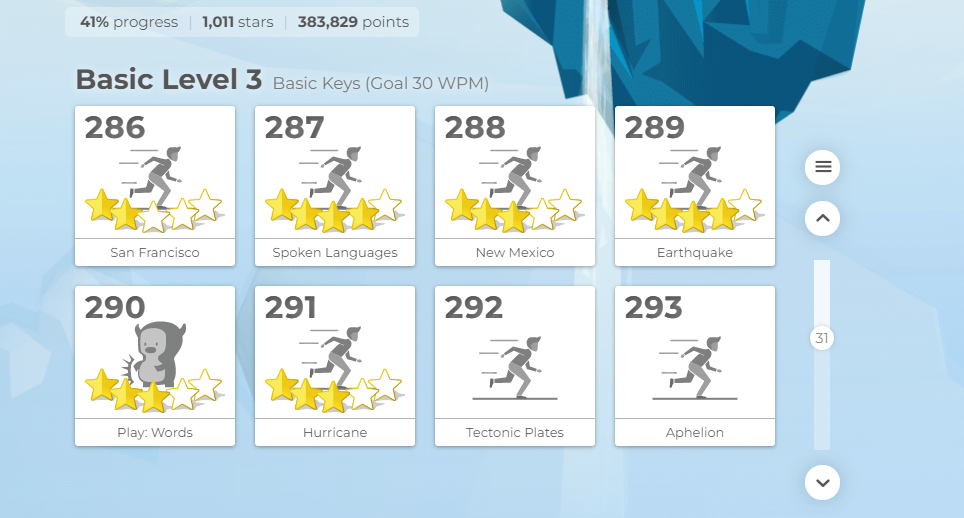 41% progress | 1,011 stars | 383,829 points
Basic Level 3 Basic Keys (Goal 30 WPM)
286
287
288
289
San Francisco
Spoken Languages
New Mexico
Earthquake
290
291
292
293
31
Play: Words
Hurricane
Tectonic Plates
Aphelion